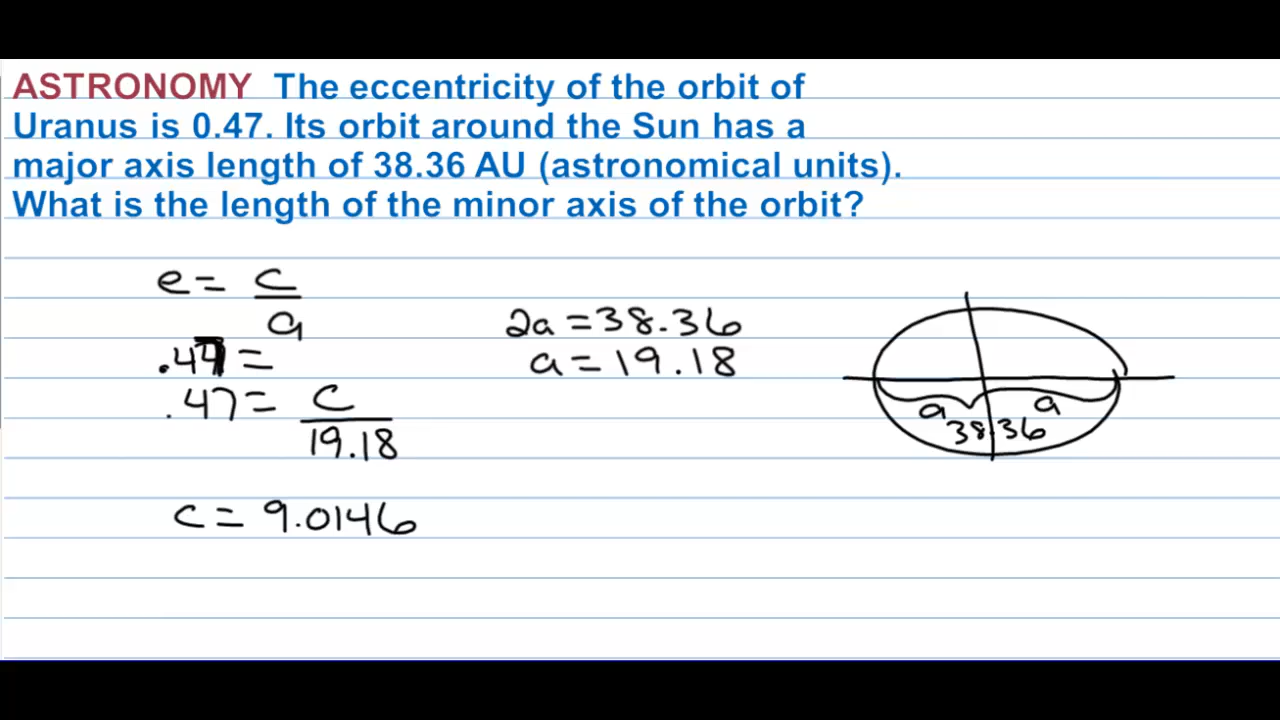 ASTRONOMY The eccentricity of the orbit of
Uranus is 0.47. Its orbit around the Sun has a
major axis length of 38.36 AU (astronomical units).
What is the length of the minor axis of the orbit?
e = c/a
.47 =
.47 = c/19.18
c = 9.0146
2a = 38.36
a = 19.18
a a
38.36